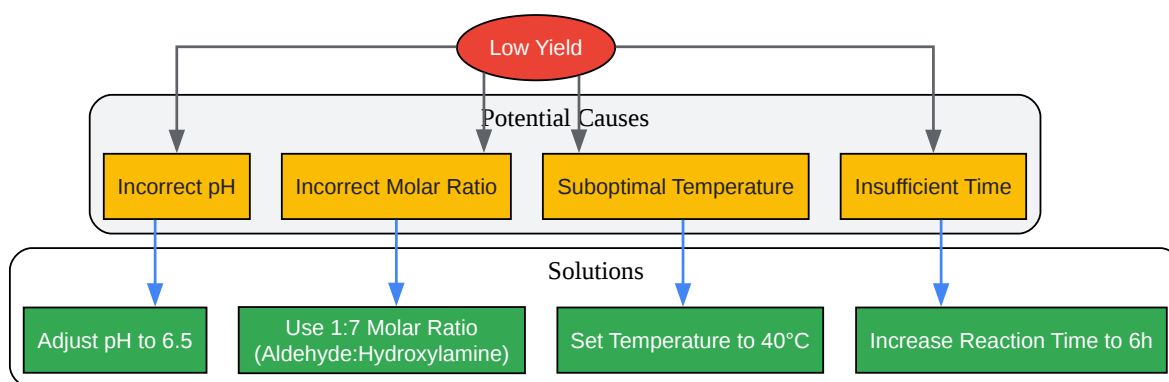 Low Yield
Potential Causes
Incorrect pH
Incorrect Molar Ratio
Suboptimal Temperature
Insufficient Time
Solutions
Adjust pH to 6.5
Use 1:7 Molar Ratio
(Aldehyde:Hydroxylamine)
Set Temperature to 40°C
Increase Reaction Time to 6h